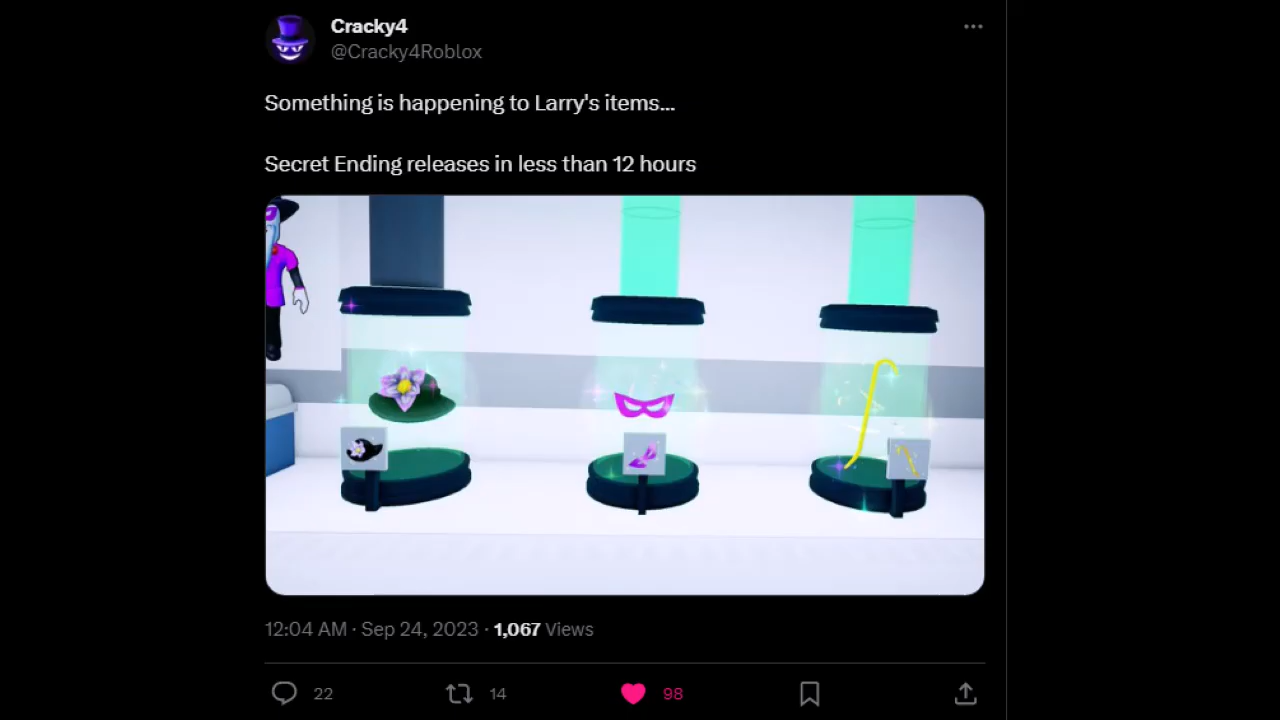 Cracky4
@Cracky4Roblox
Something is happening to Larry's items...
Secret Ending releases in less than 12 hours
12:04 AM · Sep 24, 2023 · 1,067 Views
22 14 98